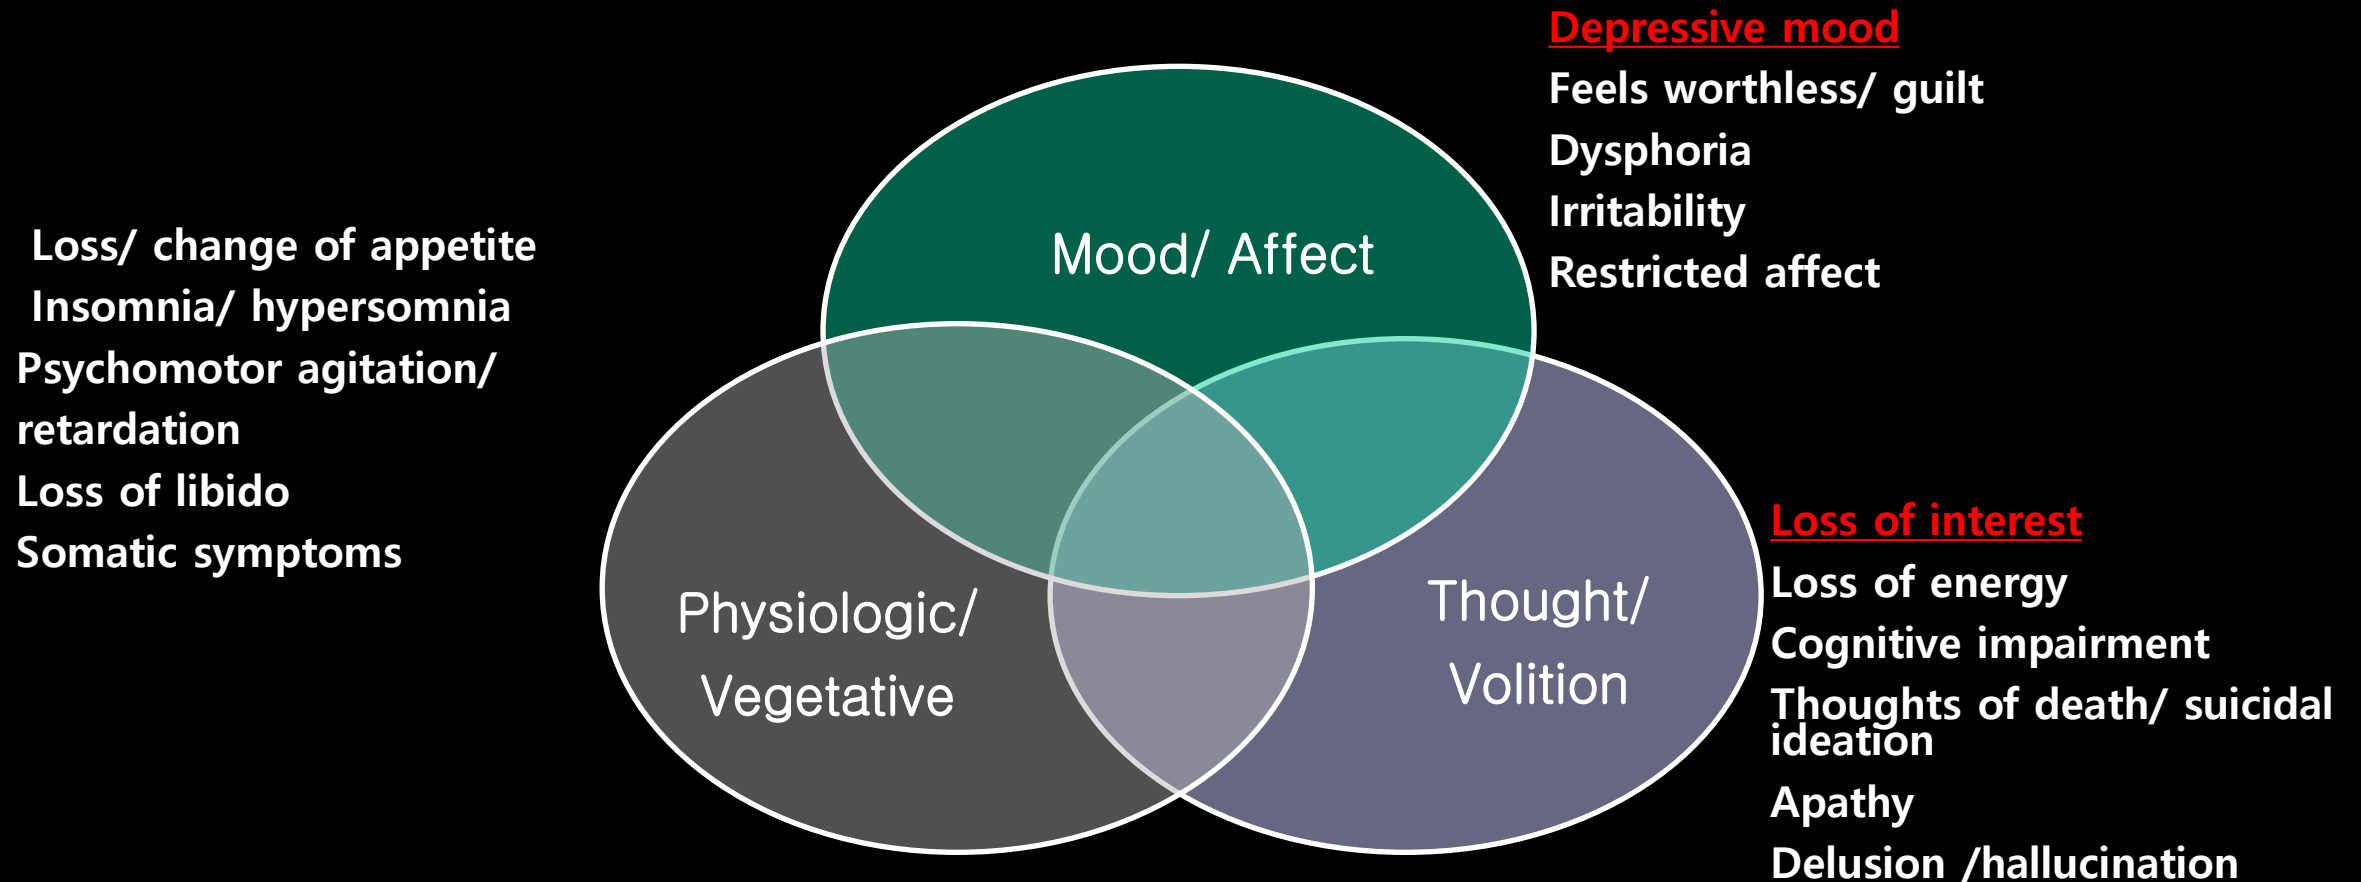 Depressive mood
Feels worthless/ guilt
Dysphoria
Irritability
Restricted affect
Mood/ Affect
Loss/ change of appetite
Insomnia/ hypersomnia
Psychomotor agitation/
retardation
Loss of libido
Somatic symptoms
Physiologic/
Vegetative
Thought/
Volition
Loss of interest
Loss of energy
Cognitive impairment
Thoughts of death/ suicidal
ideation
Apathy
Delusion /hallucination